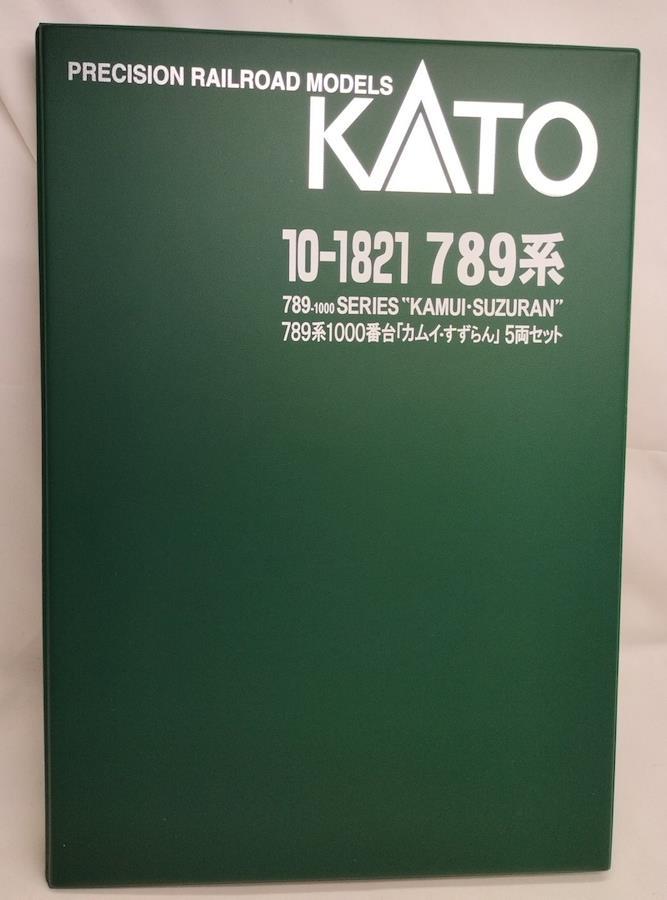 PRECISION RAILROAD MODELS
KATO
10-1821 789系
789-1000 SERIES "KAMUI･SUZURAN"
789系1000番台｢カムイ･すずらん｣ 5両セット